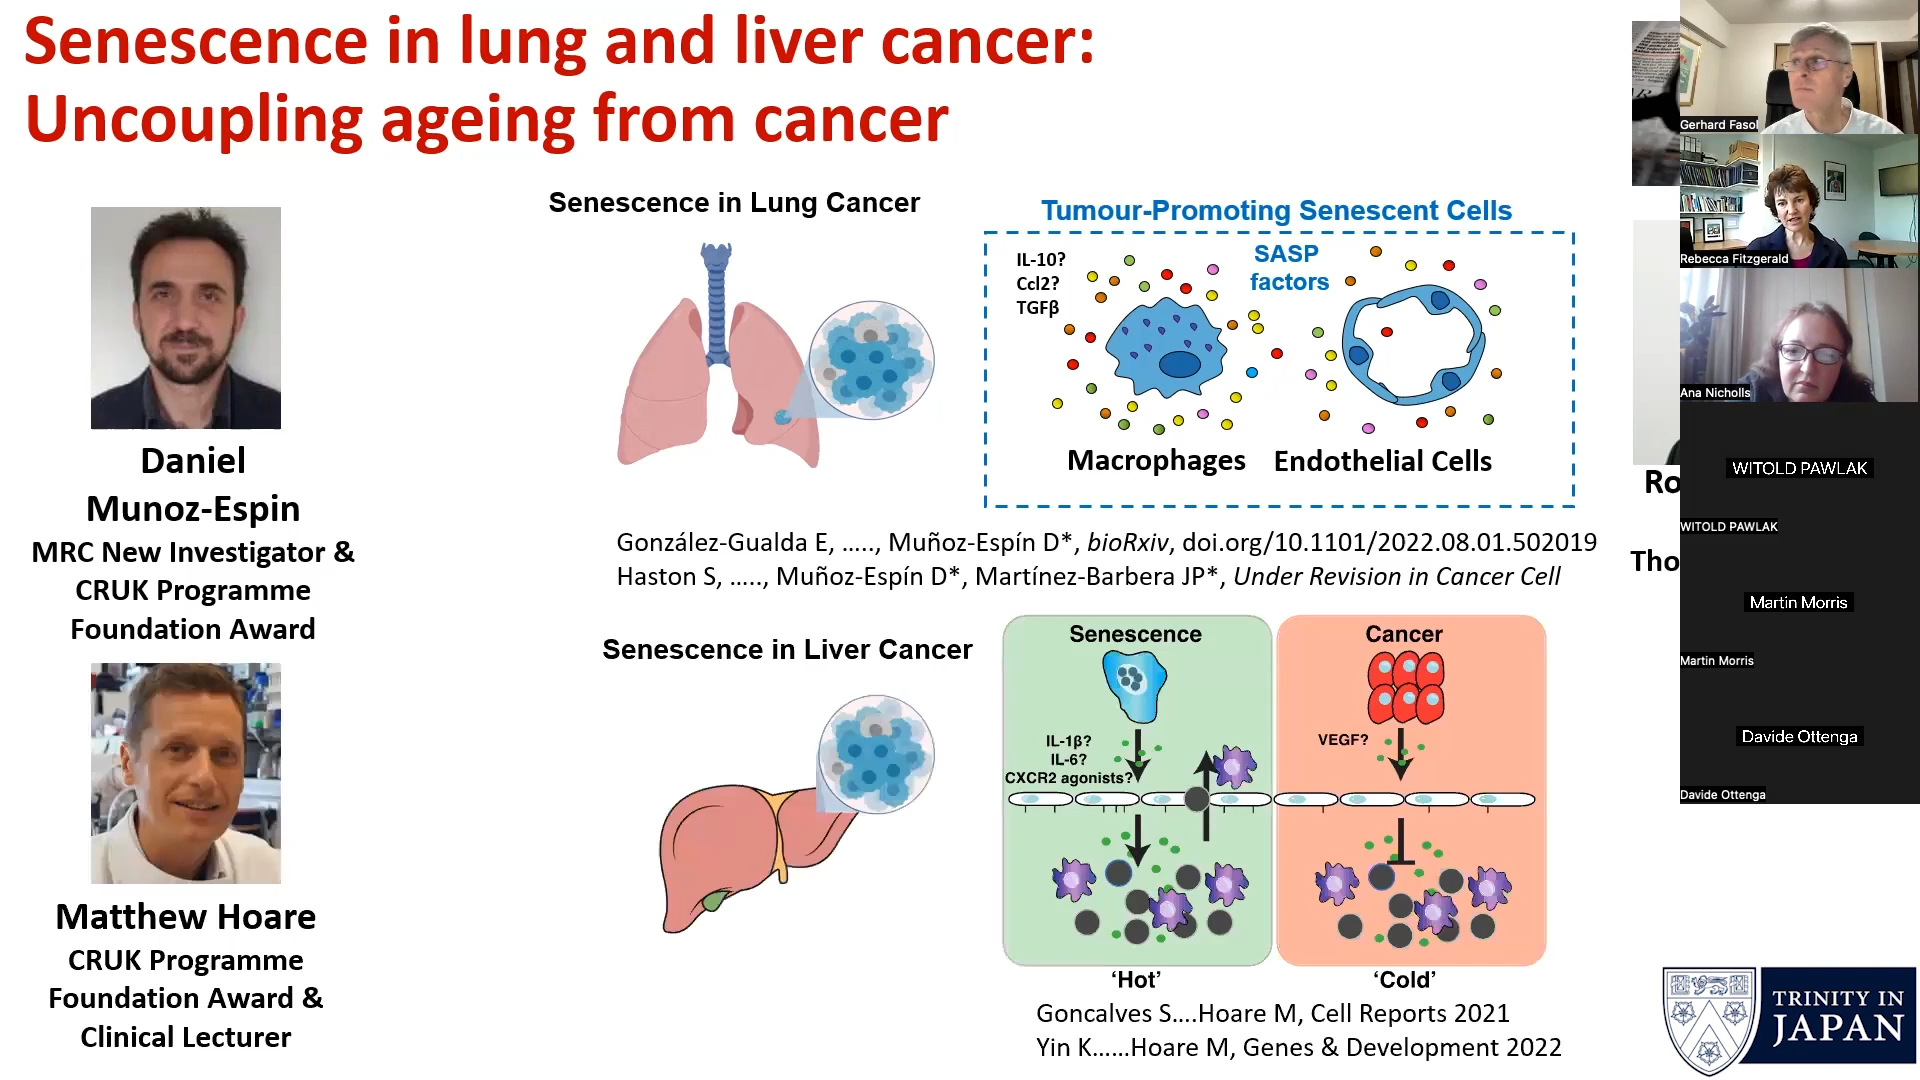 Senescence in lung and liver cancer:
Uncoupling ageing from cancer
Daniel
Munoz-Espin
MRC New Investigator &
CRUK Programme
Foundation Award
Matthew Hoare
CRUK Programme
Foundation Award &
Clinical Lecturer
Senescence in Lung Cancer
Tumour-Promoting Senescent Cells
IL-10?
Ccl2?
TGFβ
SASP
factors
Macrophages
Endothelial Cells
González-Gualda E, ....., Muñoz-Espín D*, bioRxiv, doi.org/10.1101/2022.08.01.502019
Haston S, ....., Muñoz-Espín D*, Martínez-Barbera JP*, Under Revision in Cancer Cell
Senescence in Liver Cancer
Senescence
IL-1β?
IL-6?
CXCR2 agonists?
'Hot'
Cancer
VEGF?
'Cold'
Goncalves S....Hoare M, Cell Reports 2021
Yin K......Hoare M, Genes & Development 2022
Ro
Tho
Gerhard Fasol
Rebecca Fitzgerald
Ana Nicholls
WITOLD PAWLAK
WITOLD PAWLAK
Martin Morris
Martin Morris
Davide Ottenga
Davide Ottenga
TRINITY IN
JAPAN